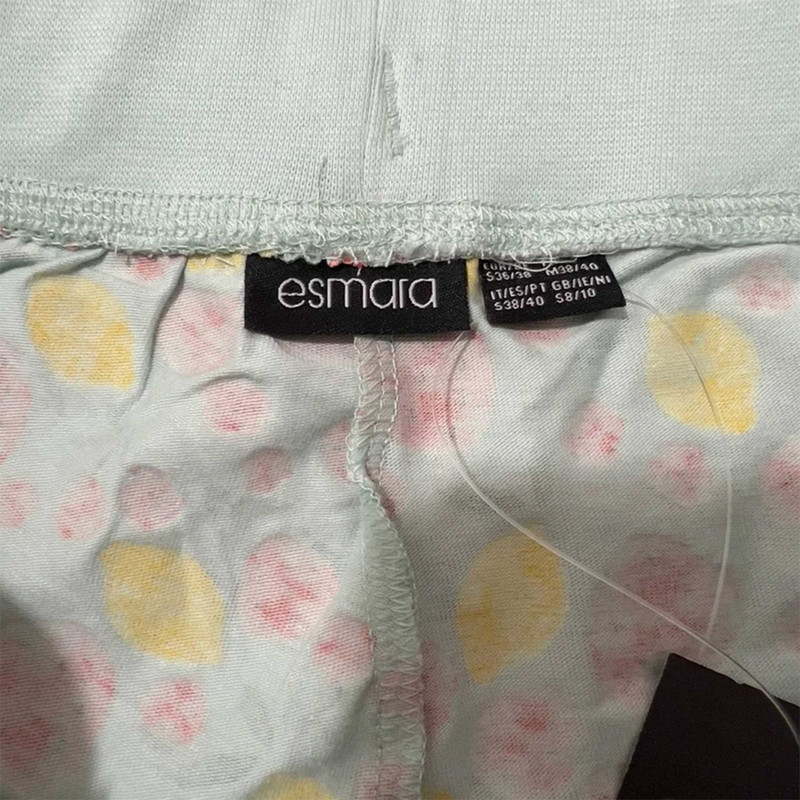 esmara
S36/38 M38/40
IT/ES/PT GB/IE/NI
S38/40 S8/10